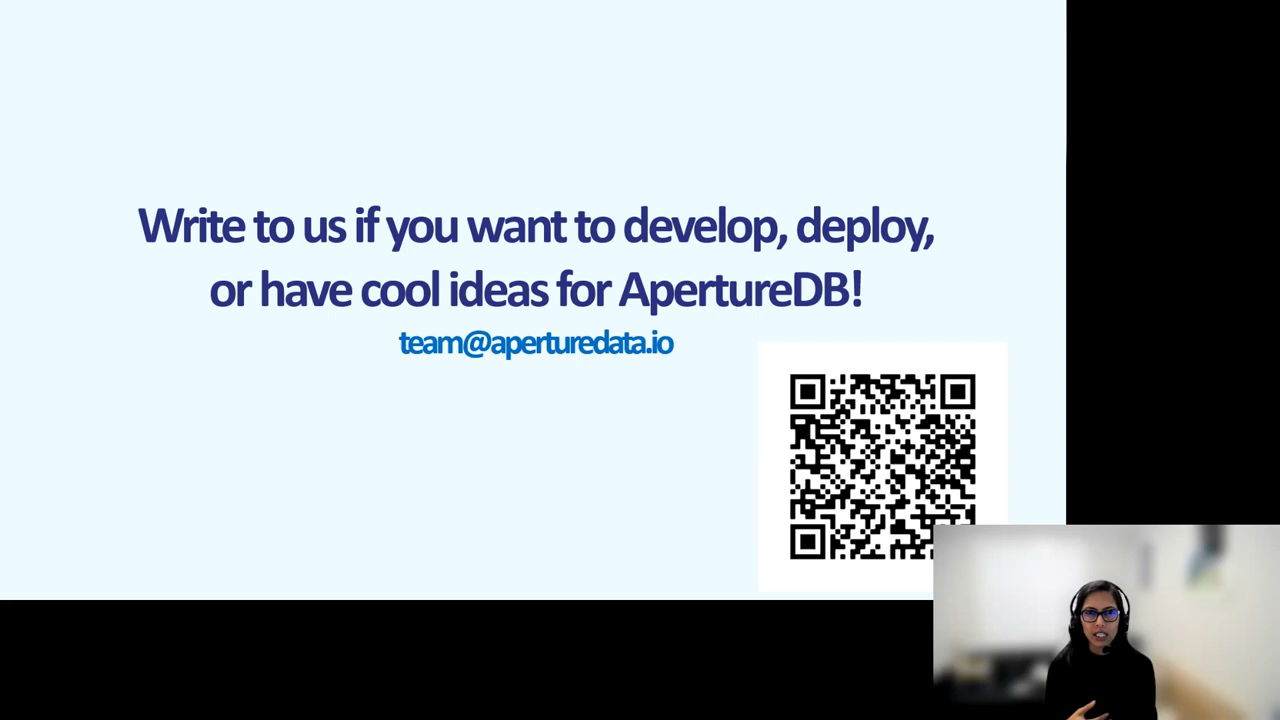 Write to us if you want to develop, deploy,
or have cool ideas for ApertureDB!
team@aperturedata.io